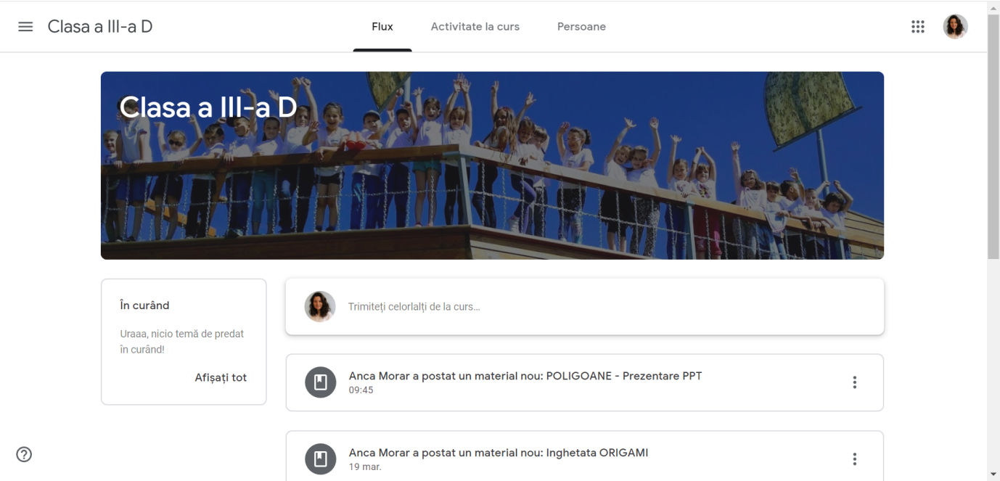 Clasa a III-a D
Flux
Activitate la curs
Persoane
Clasa a III-a D
În curând
Uraaa, nicio temă de predat
în curând!
Afișați tot
Trimiteți celorlalți de la curs...
Anca Morar a postat un material nou: POLIGOANE - Prezentare PPT
09:45
Anca Morar a postat un material nou: Inghetata ORIGAMI
19 mar.